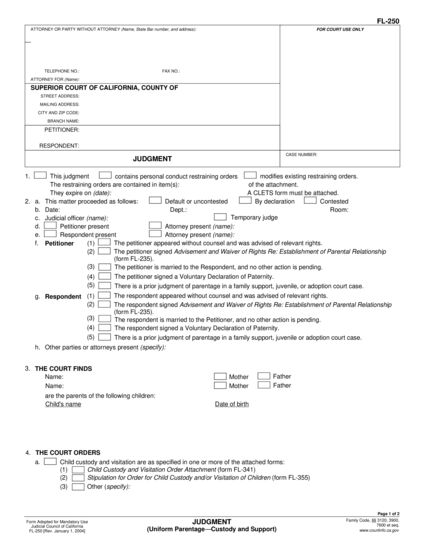 FL-250
ATTORNEY OR PARTY WITHOUT ATTORNEY (Name, State Bar number, and address):
FOR COURT USE ONLY
TELEPHONE NO.: FAX NO.:
ATTORNEY FOR (Name):
SUPERIOR COURT OF CALIFORNIA, COUNTY OF
STREET ADDRESS:
MAILING ADDRESS:
CITY AND ZIP CODE:
BRANCH NAME:
PETITIONER:
RESPONDENT:
JUDGMENT
CASE NUMBER:
1. This judgment contains personal conduct restraining orders modifies existing restraining orders.
The restraining orders are contained in item(s): of the attachment.
They expire on (date): A CLETS form must be attached.
2. a. This matter proceeded as follows: Default or uncontested By declaration Contested
b. Date: Dept.: Room:
c. Judicial officer (name): Temporary judge
d. Petitioner present Attorney present (name):
e. Respondent present Attorney present (name):
f. Petitioner (1) The petitioner appeared without counsel and was advised of relevant rights.
(2) The petitioner signed Advisement and Waiver of Rights Re: Establishment of Parental Relationship
(form FL-235).
(3) The petitioner is married to the Respondent, and no other action is pending.
(4) The petitioner signed a Voluntary Declaration of Paternity.
(5) There is a prior judgment of parentage in a family support, juvenile, or adoption court case.
g. Respondent (1) The respondent appeared without counsel and was advised of relevant rights.
(2) The respondent signed Advisement and Waiver of Rights Re: Establishment of Parental Relationship
(form FL-235).
(3) The respondent is married to the Petitioner, and no other action is pending.
(4) The respondent signed a Voluntary Declaration of Paternity.
(5) There is a prior judgment of parentage in a family support, juvenile or adoption court case.
h. Other parties or attorneys present (specify):
3. THE COURT FINDS
Name: Mother Father
Name: Mother Father
are the parents of the following children:
Child's name Date of birth
4. THE COURT ORDERS
a. Child custody and visitation are as specified in one or more of the attached forms:
(1) Child Custody and Visitation Order Attachment (form FL-341)
(2) Stipulation for Order for Child Custody and/or Visitation of Children (form FL-355)
(3) Other (specify):
Page 1 of 2
Form Adopted for Mandatory Use
Judicial Council of California
FL-250 [Rev. January 1, 2004]
JUDGMENT
(Uniform Parentage—Custody and Support)
Family Code, §§ 3120, 3900,
7600 et seq.
www.courtinfo.ca.gov